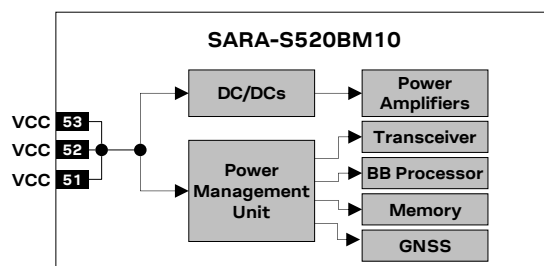 SARA-S520BM10
DC/DCs
Power
Amplifiers
VCC 53
VCC 52
VCC 51
Power
Management
Unit
Transceiver
BB Processor
Memory
GNSS